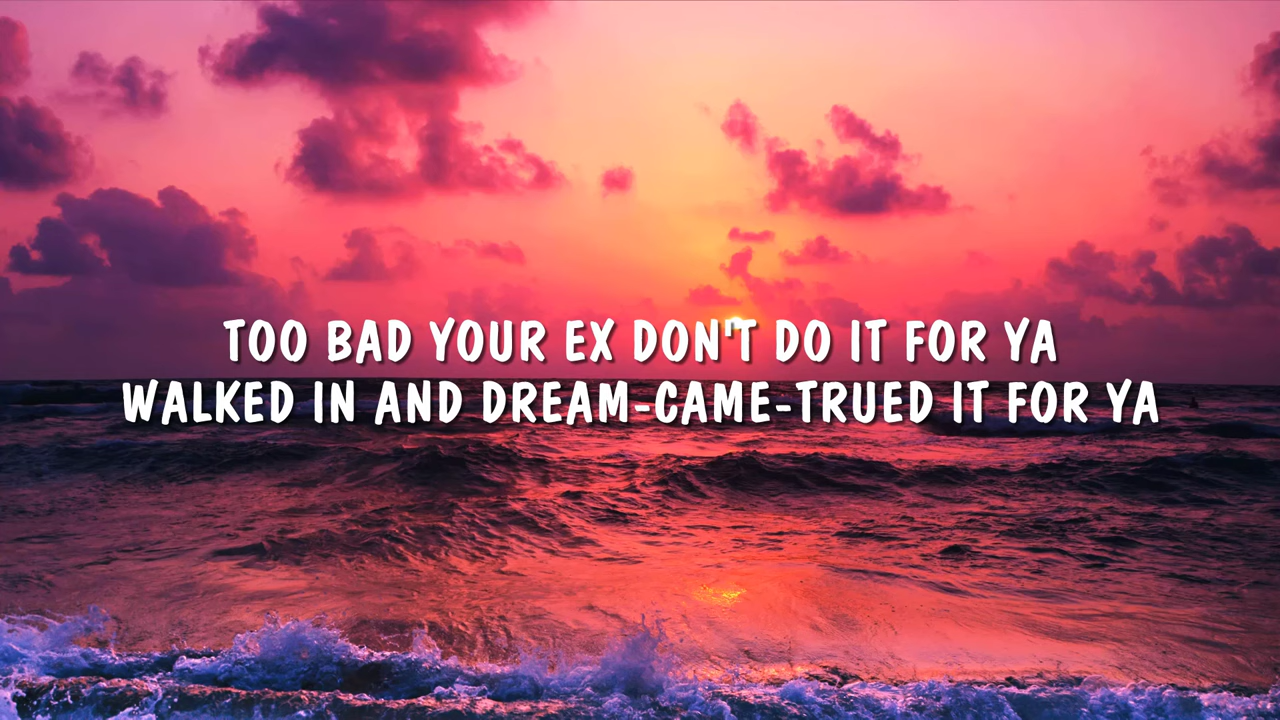 TOO BAD YOUR EX DON'T DO IT FOR YA
WALKED IN AND DREAM-CAME-TRUED IT FOR YA